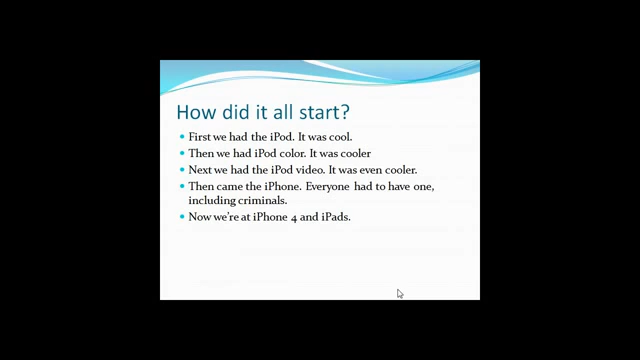 How did it all start?
First we had the iPod. It was cool.
Then we had iPod color. It was cooler
Next we had the iPod video. It was even cooler.
Then came the iPhone. Everyone had to have one,
including criminals.
Now we're at iPhone 4 and iPads.